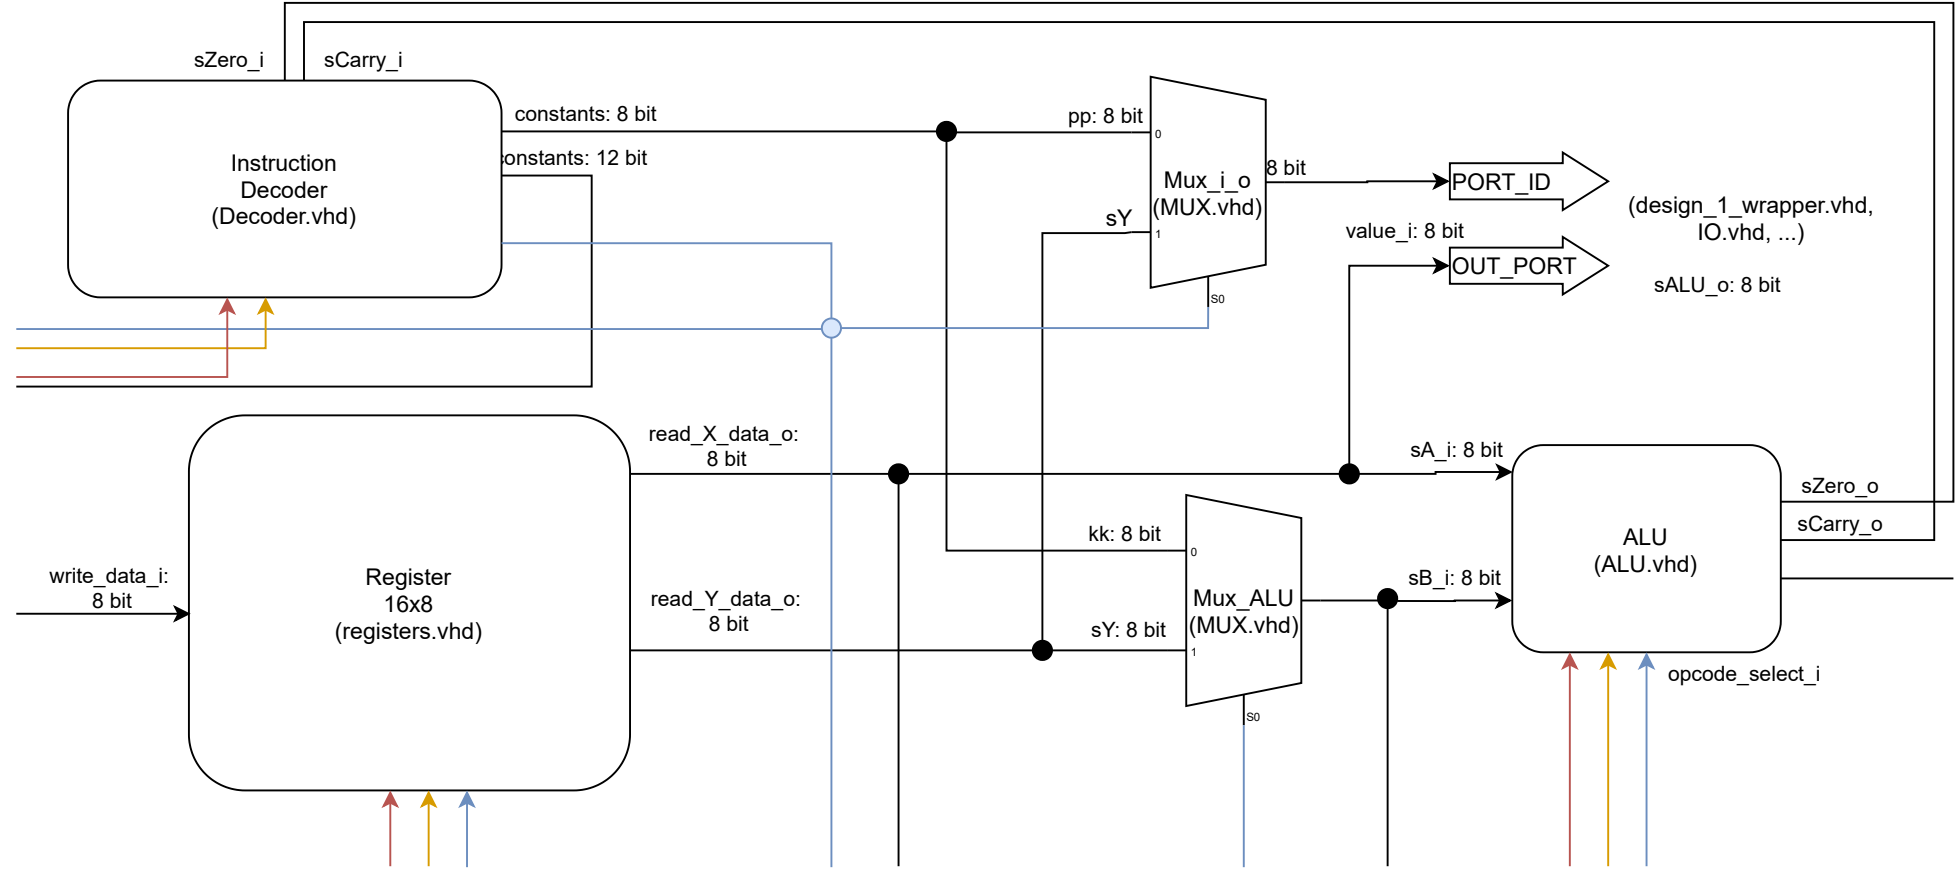 sZero_i
sCarry_i
constants: 8 bit
constants: 12 bit
Instruction
Decoder
(Decoder.vhd)
pp: 8 bit
0
Mux_i_o
(MUX.vhd)
sY
1
S0
8 bit
PORT_ID
(design_1_wrapper.vhd,
IO.vhd, ...)
value_i: 8 bit
OUT_PORT
sALU_o: 8 bit
read_X_data_o:
8 bit
sA_i: 8 bit
write_data_i:
8 bit
Register
16x8
(registers.vhd)
read_Y_data_o:
8 bit
kk: 8 bit
0
Mux_ALU
(MUX.vhd)
sY: 8 bit
1
S0
sB_i: 8 bit
ALU
(ALU.vhd)
sZero_o
sCarry_o
opcode_select_i